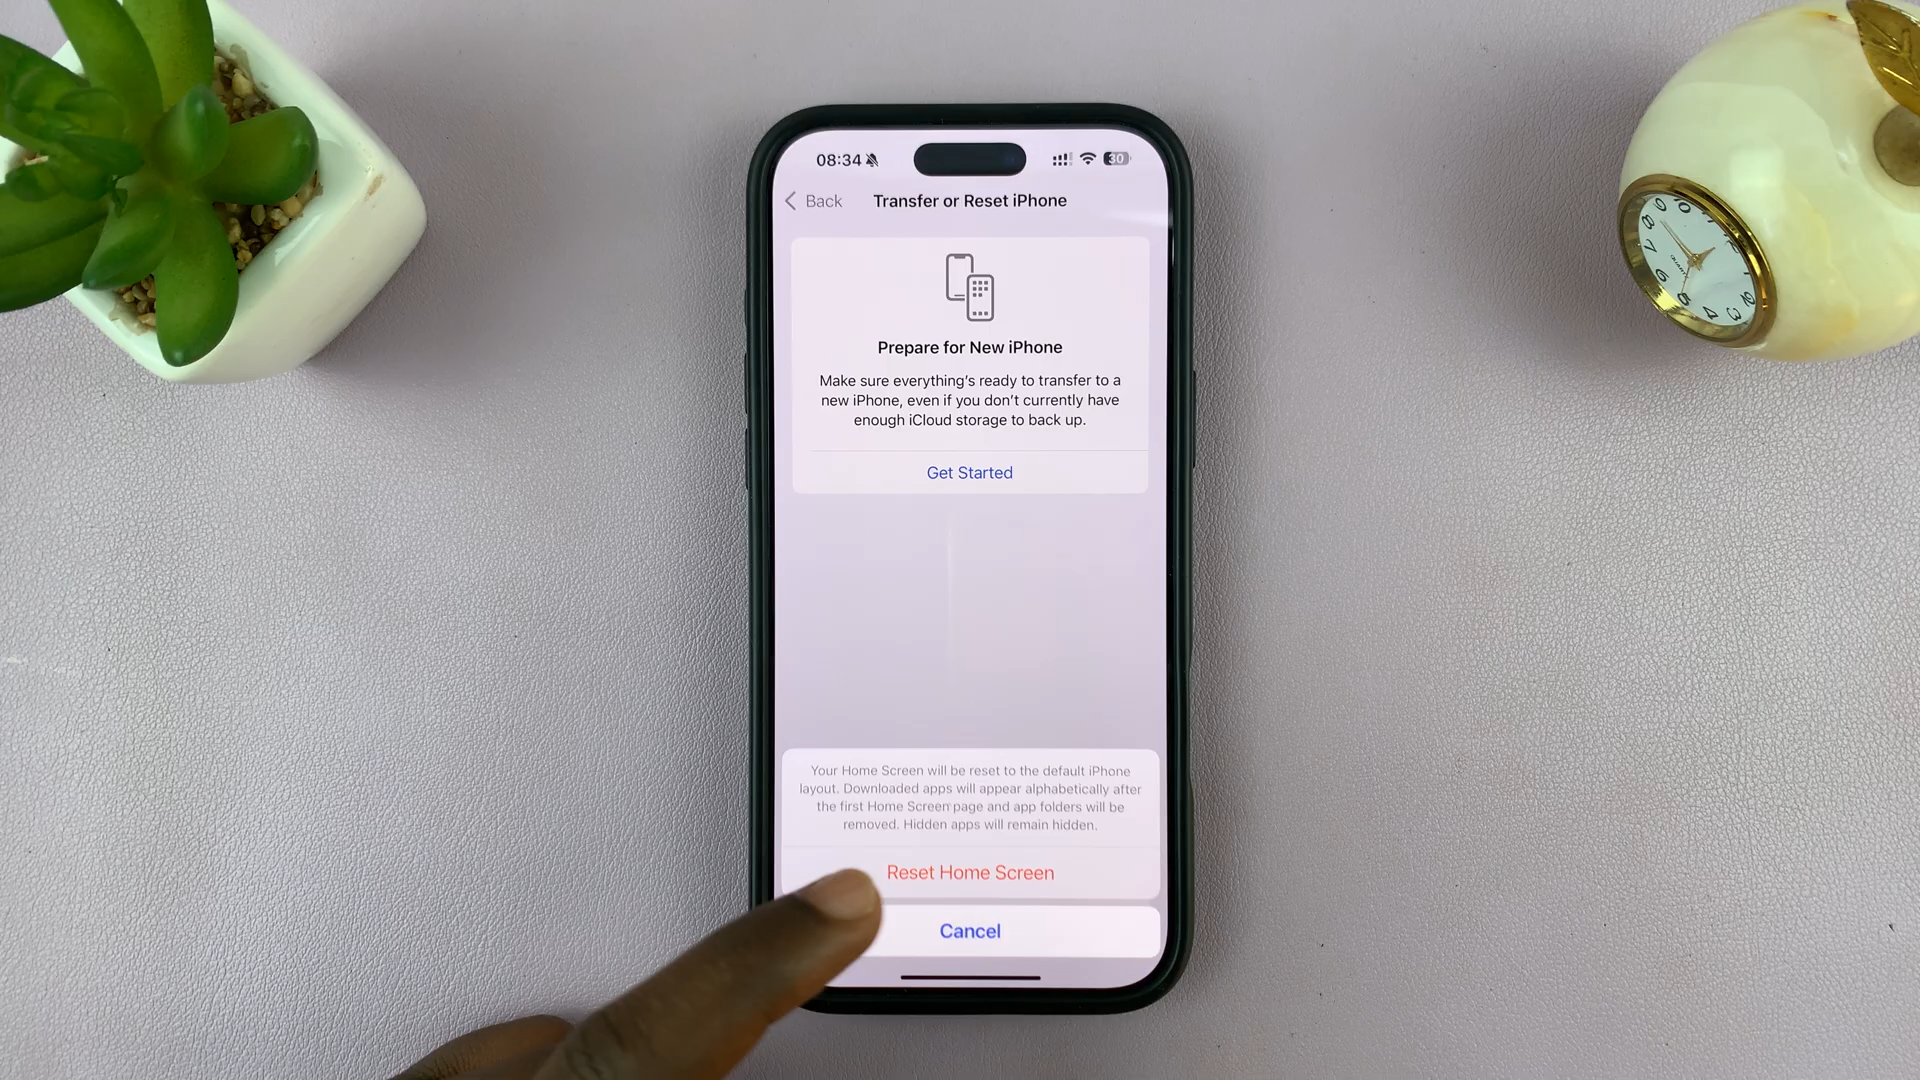 08:34
30
Back
Transfer or Reset iPhone
Prepare for New iPhone
Make sure everything's ready to transfer to a
new iPhone, even if you don't currently have
enough iCloud storage to back up.
Get Started
Your Home Screen will be reset to the default iPhone
layout. Downloaded apps will appear alphabetically after
the first Home Screen page and app folders will be
removed. Hidden apps will remain hidden.
Reset Home Screen
Cancel